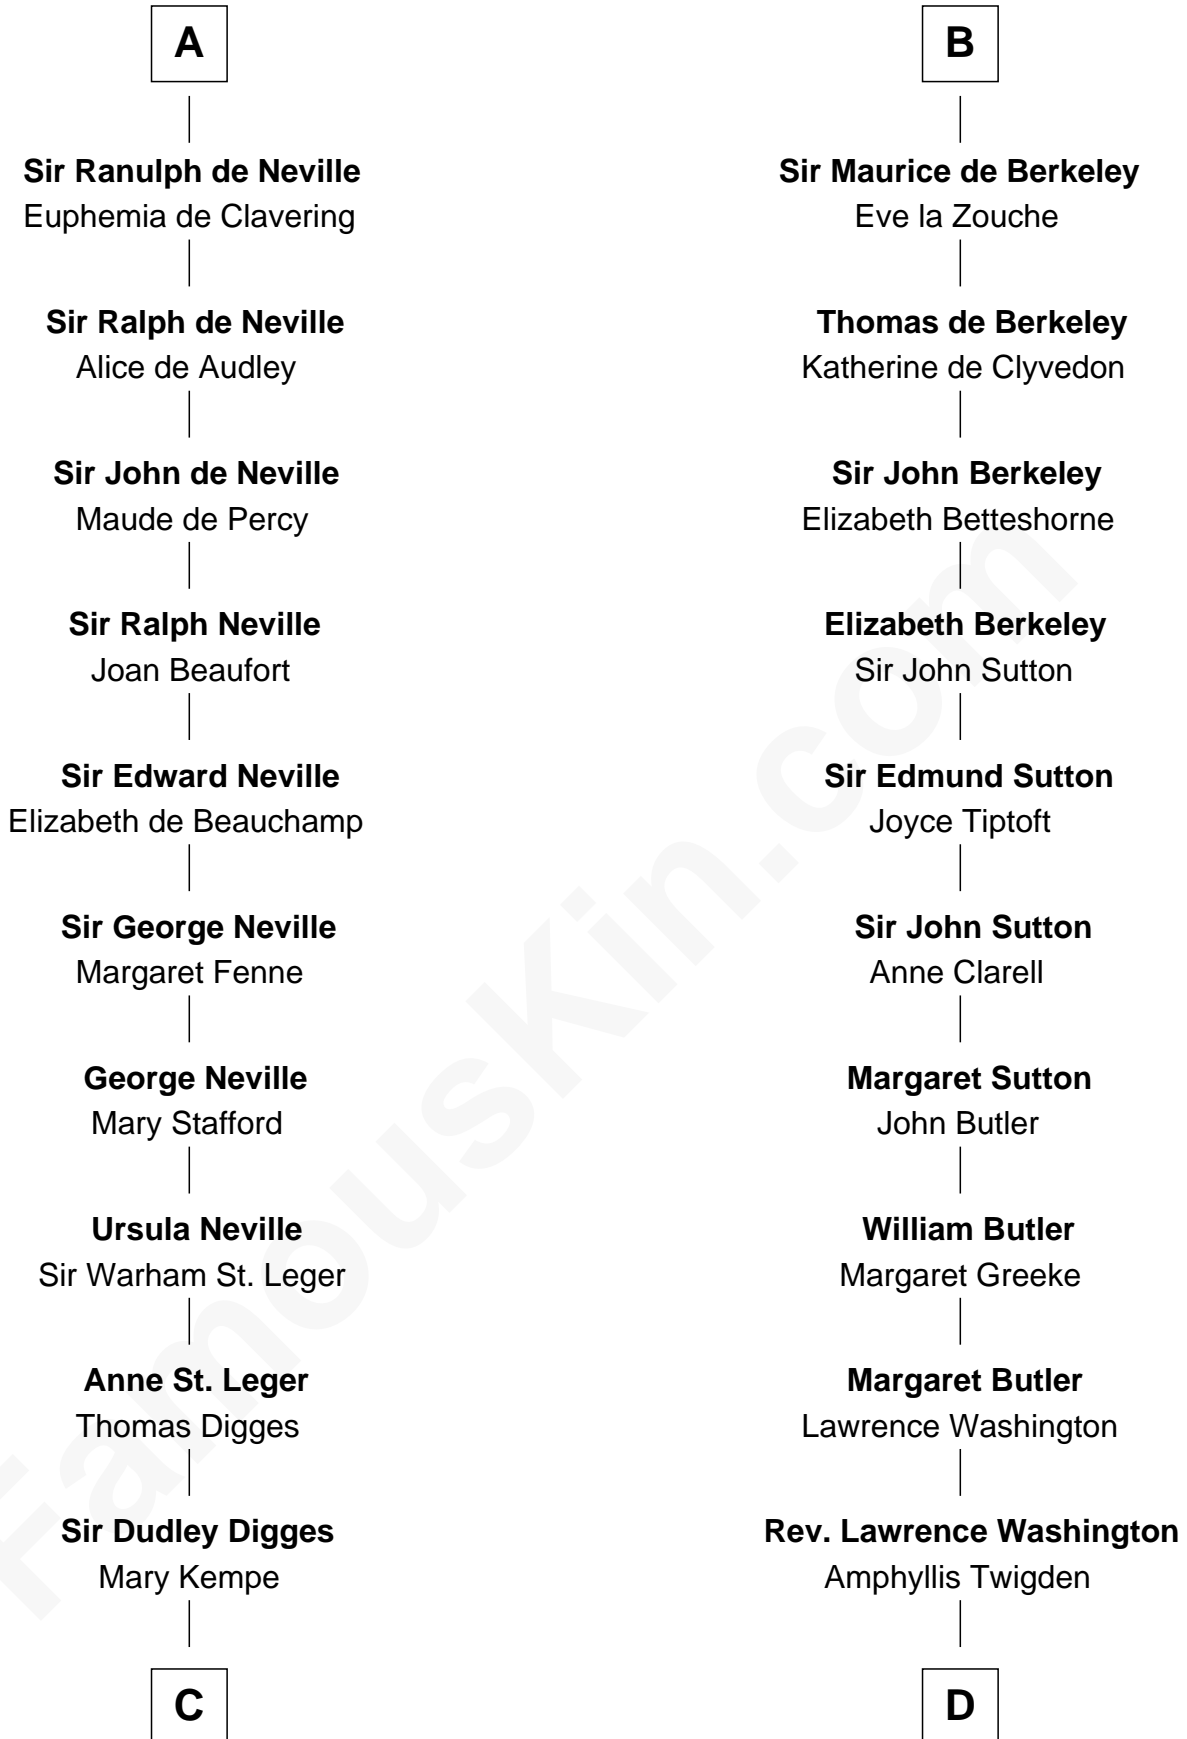 A
Sir Ranulph de Neville
Euphemia de Clavering
Sir Ralph de Neville
Alice de Audley
Sir John de Neville
Maude de Percy
Sir Ralph Neville
Joan Beaufort
Sir Edward Neville
Elizabeth de Beauchamp
Sir George Neville
Margaret Fenne
George Neville
Mary Stafford
Ursula Neville
Sir Warham St. Leger
Anne St. Leger
Thomas Digges
Sir Dudley Digges
Mary Kempe
C
B
Sir Maurice de Berkeley
Eve la Zouche
Thomas de Berkeley
Katherine de Clyvedon
Sir John Berkeley
Elizabeth Betteshorne
Elizabeth Berkeley
Sir John Sutton
Sir Edmund Sutton
Joyce Tiptoft
Sir John Sutton
Anne Clarell
Margaret Sutton
John Butler
William Butler
Margaret Greeke
Margaret Butler
Lawrence Washington
Rev. Lawrence Washington
Amphyllis Twigden
D
FamousKin.com